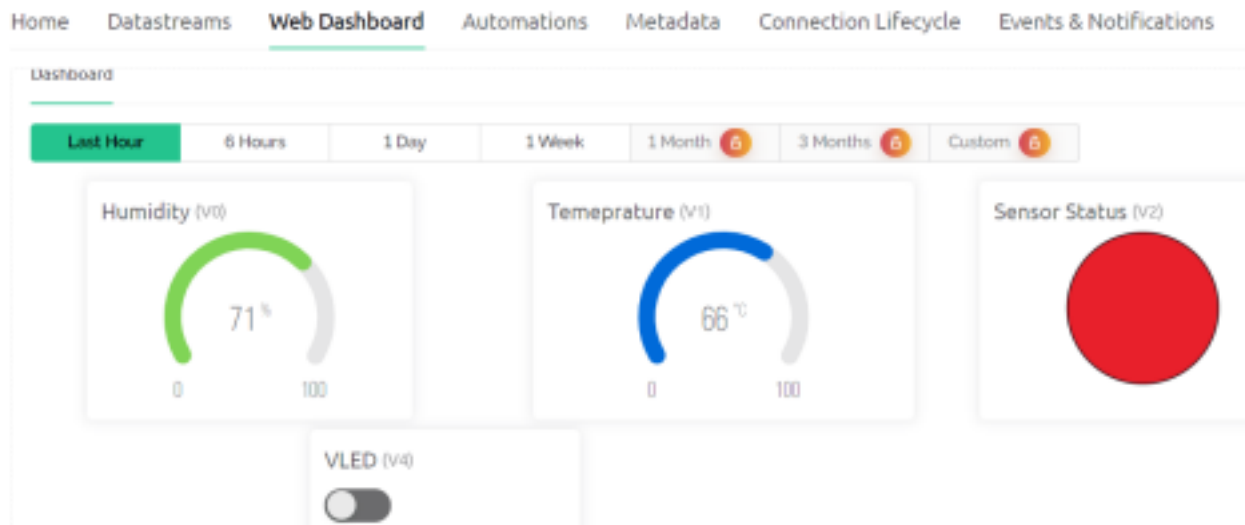 Home Datastreams Web Dashboard Automations Metadata Connection Lifecycle Events & Notifications
Dashboard
Last Hour 6 Hours 1 Day 1 Week 1 Month 3 Months Custom
Humidity (V0) Temeprature (V1) Sensor Status (V2)
71 % 66 °C
0 100 0 100
VLED (V4)